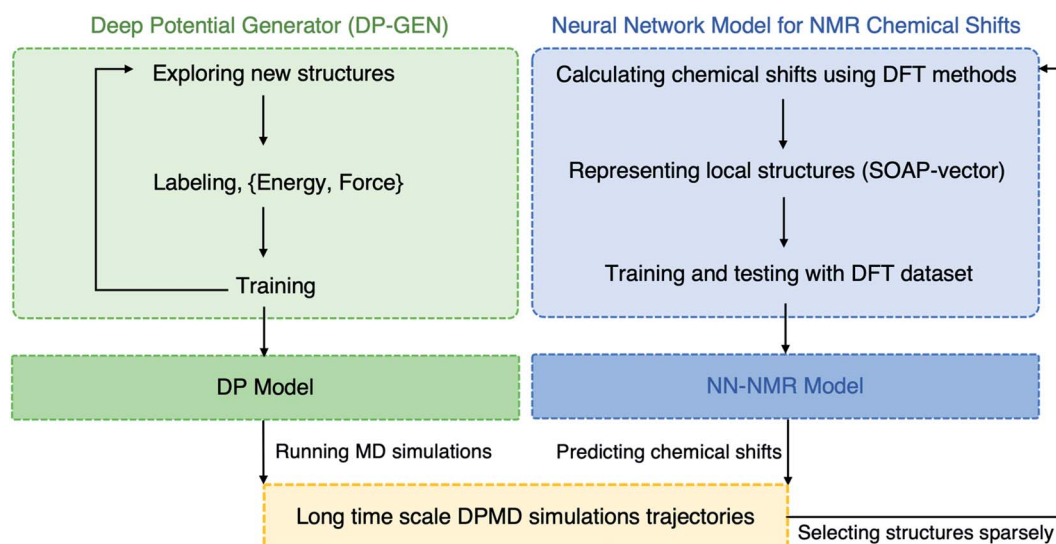 Deep Potential Generator (DP-GEN)
Exploring new structures
Labeling, {Energy, Force}
Training
DP Model
Running MD simulations
Neural Network Model for NMR Chemical Shifts
Calculating chemical shifts using DFT methods
Representing local structures (SOAP-vector)
Training and testing with DFT dataset
NN-NMR Model
Predicting chemical shifts
Long time scale DPMD simulations trajectories
Selecting structures sparsely